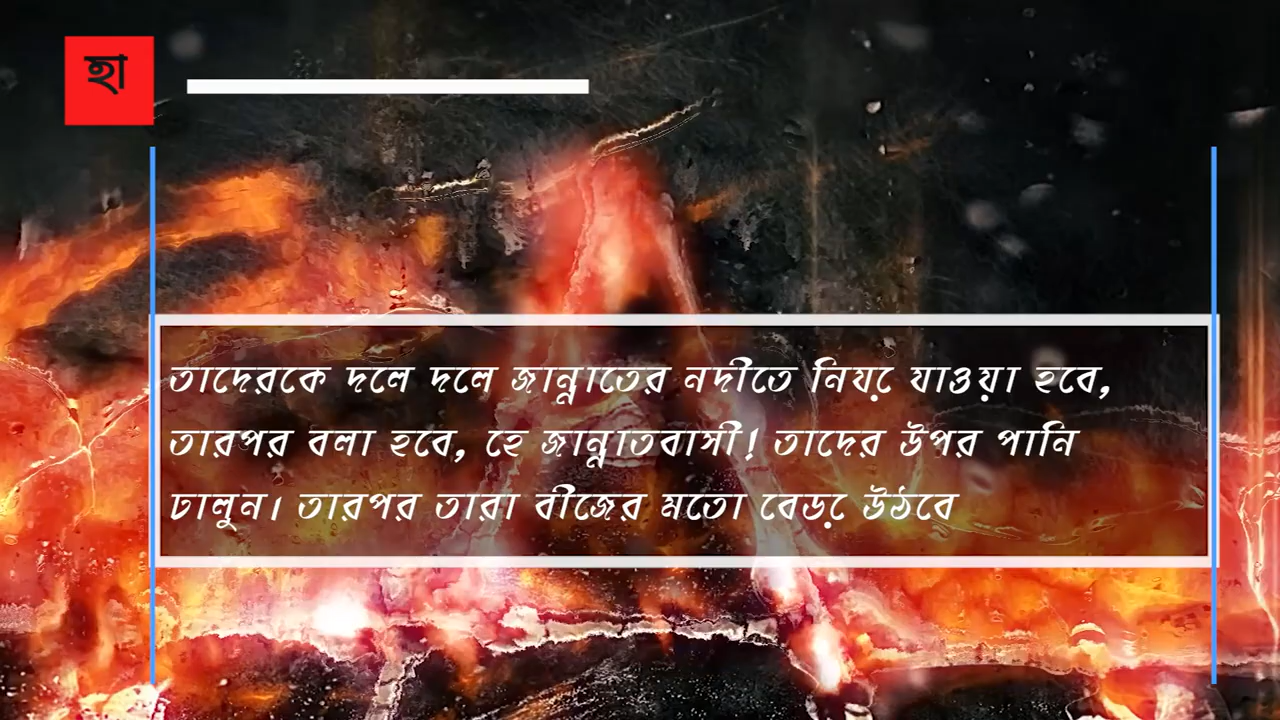 হা
তাদেরকে দলে দলে জান্নাতের নদীতে নিয়ে যাওয়া হবে,
তারপর বলা হবে, হে জান্নাতবাসী! তাদের উপর পানি
ঢালুন। তারপর তারা বীজের মতো বেড়ে উঠবে